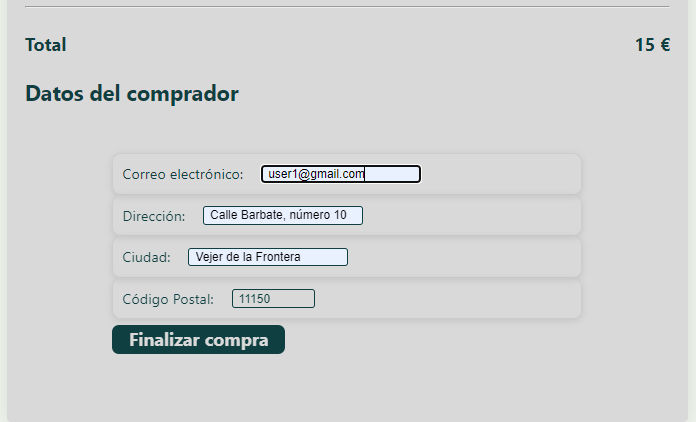 Total 15 €
Datos del comprador
Correo electrónico: user1@gmail.com
Dirección: Calle Barbate, número 10
Ciudad: Vejer de la Frontera
Código Postal: 11150
Finalizar compra